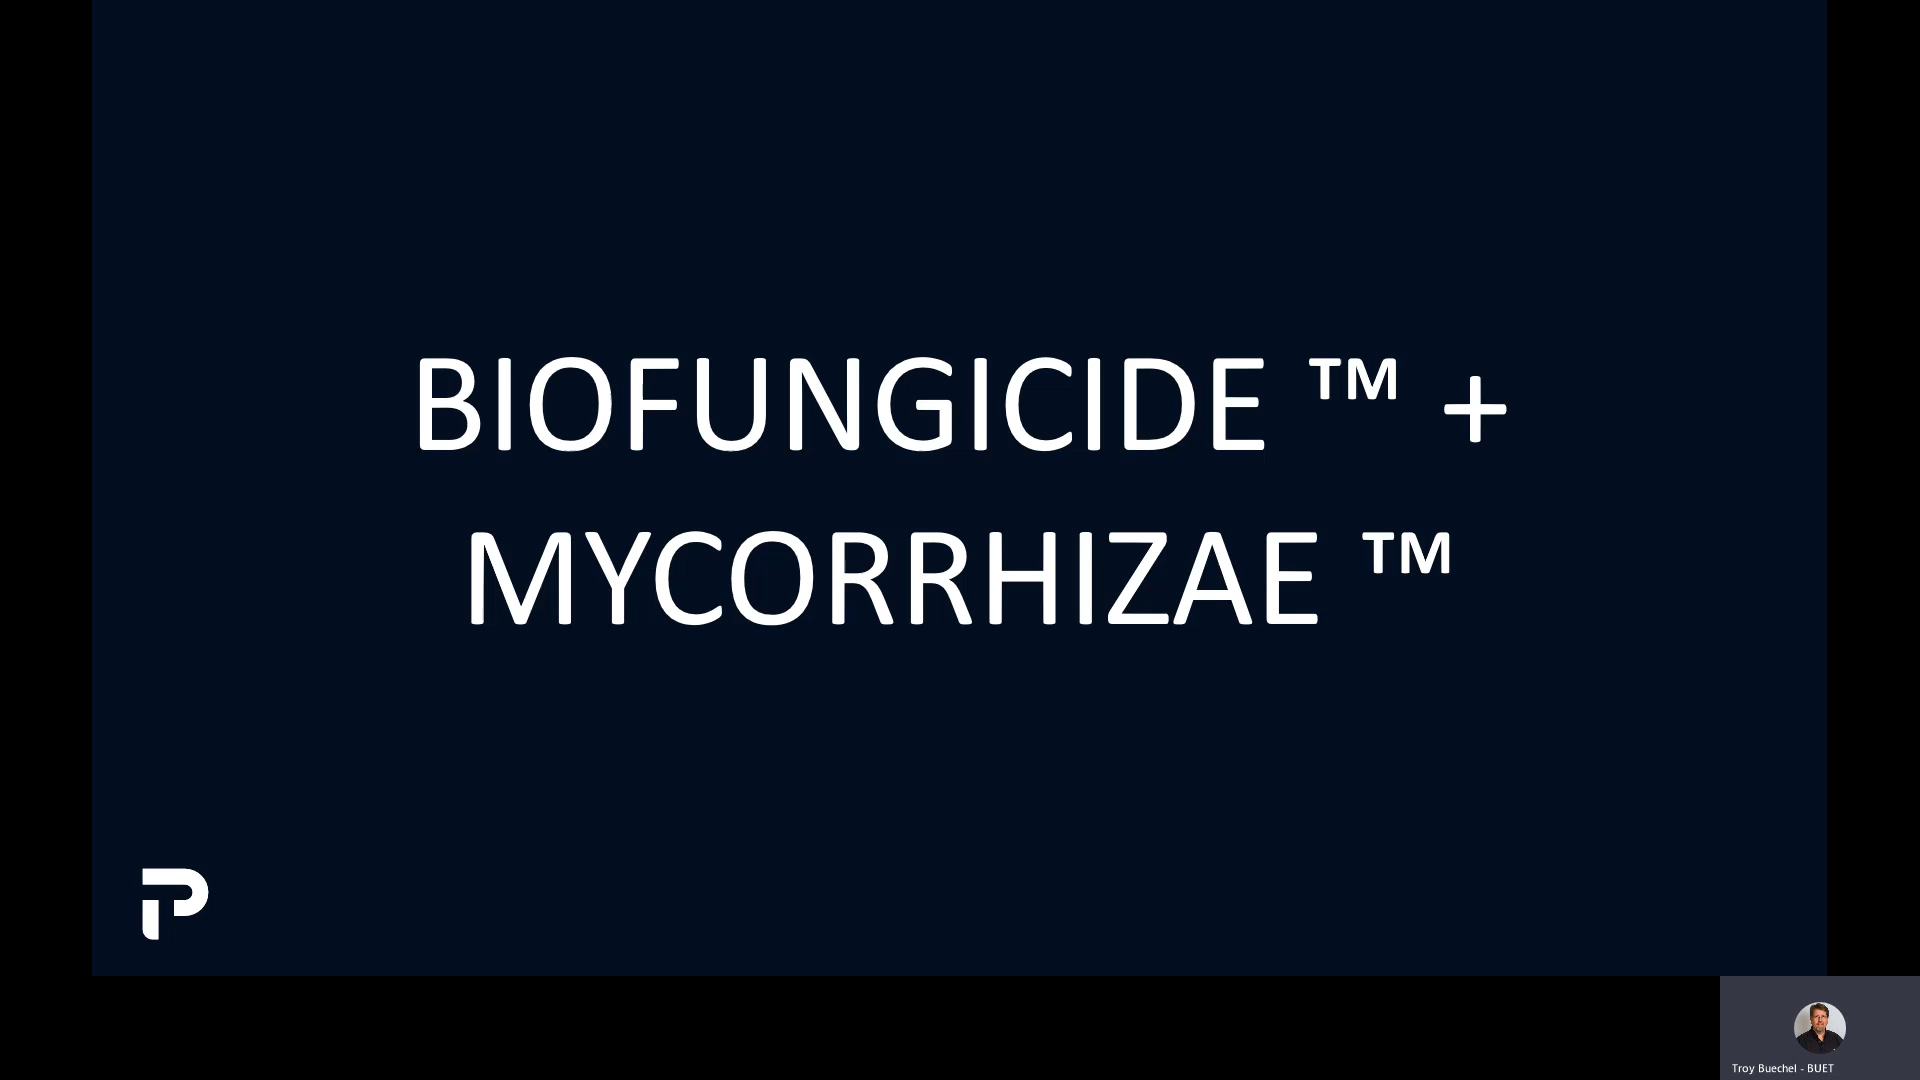 BIOFUNGICIDE ™ +
MYCORRHIZAE ™
P
Troy Buechel - BUET